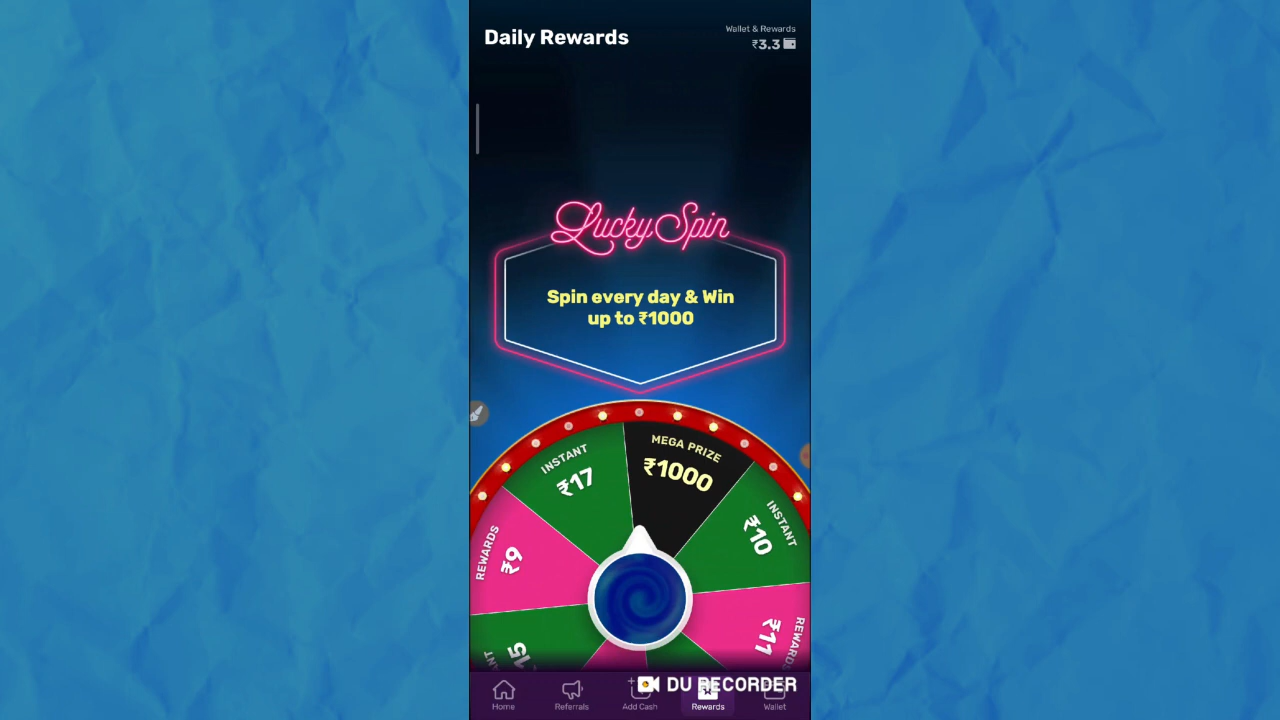 Daily Rewards
Wallet & Rewards
₹3.3
Lucky Spin
Spin every day & Win
up to ₹1000
MEGA PRIZE
₹1000
INSTANT
₹17
INSTANT
₹10
REWARDS
₹9
REWARDS
₹11
₹15
DU RECORDER
Home
Referrals
Add Cash
Rewards
Wallet